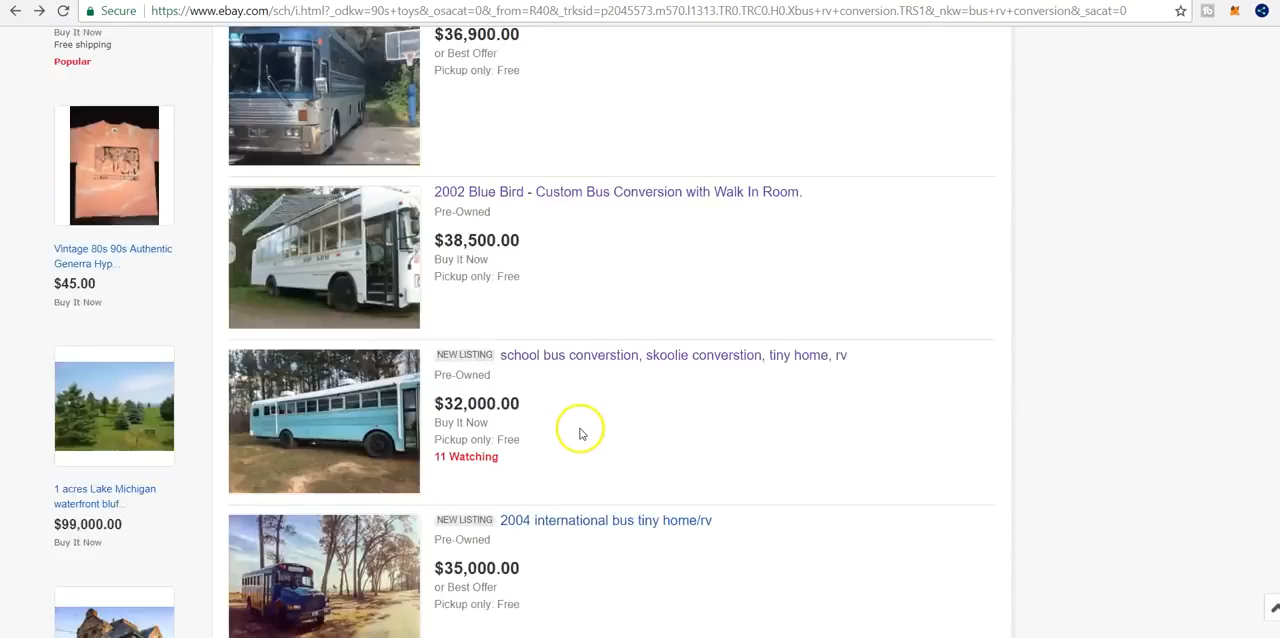 Secure
https://www.ebay.com/sch/i.html?_odkw=90s+toys&_osacat=0&_from=R40&_trksid=p2045573.m570.l1313.TR0.TRC0.H0.Xbus+rv+conversion.TRS1&_nkw=bus+rv+conversion&_sacat=0
Buy It Now
Free shipping
Popular
Vintage 80s 90s Authentic
Generra Hyp...
$45.00
Buy It Now
1 acres Lake Michigan
waterfront bluf...
$99,000.00
Buy It Now
$36,900.00
or Best Offer
Pickup only: Free
2002 Blue Bird - Custom Bus Conversion with Walk In Room.
Pre-Owned
$38,500.00
Buy It Now
Pickup only: Free
NEW LISTING school bus converstion, skoolie converstion, tiny home, rv
Pre-Owned
$32,000.00
Buy It Now
Pickup only: Free
11 Watching
NEW LISTING 2004 international bus tiny home/rv
Pre-Owned
$35,000.00
or Best Offer
Pickup only: Free